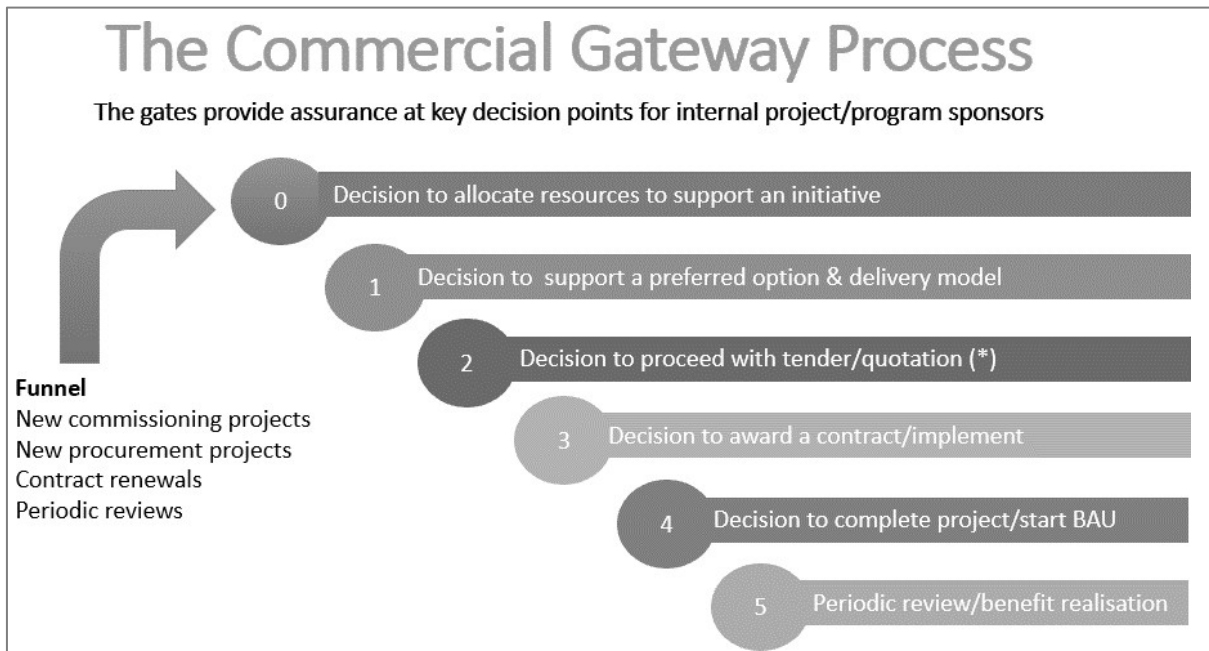 The Commercial Gateway Process
The gates provide assurance at key decision points for internal project/program sponsors
0 Decision to allocate resources to support an initiative
1 Decision to support a preferred option & delivery model
2 Decision to proceed with tender/quotation (*)
Funnel
New commissioning projects
New procurement projects
Contract renewals
Periodic reviews
3 Decision to award a contract/implement
4 Decision to complete project/start BAU
5 Periodic review/benefit realisation